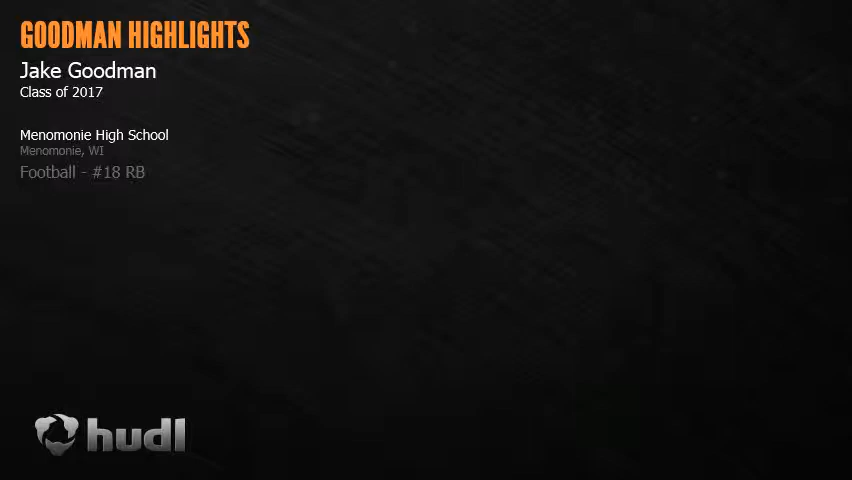 GOODMAN HIGHLIGHTS
Jake Goodman
Class of 2017
Menomonie High School
Menomonie, WI
Football - #18 RB
hudl